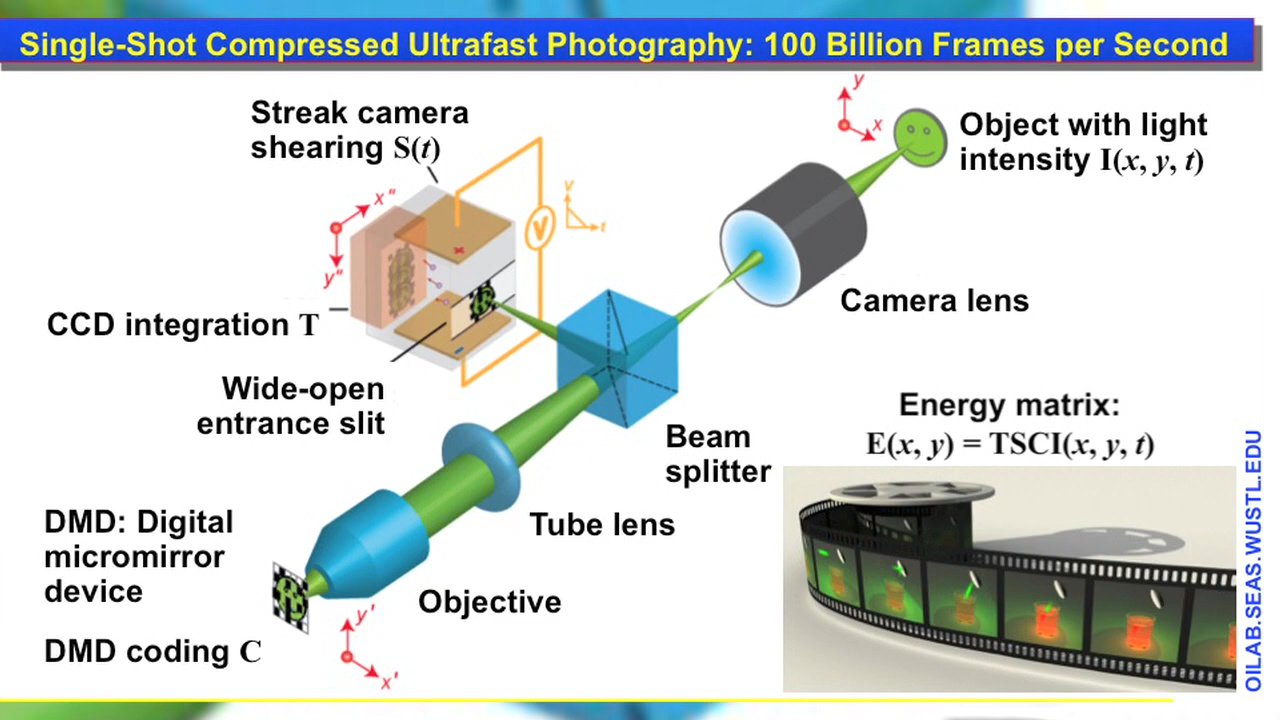 Single-Shot Compressed Ultrafast Photography: 100 Billion Frames per Second
Streak camera
shearing S(t)
y
x
Object with light
intensity I(x, y, t)
x"
y"
V
V
t
+
-
CCD integration T
Camera lens
Wide-open
entrance slit
Energy matrix:
E(x, y) = TSCI(x, y, t)
Beam
splitter
Tube lens
DMD: Digital
micromirror
device
Objective
y'
x'
DMD coding C
OILAB.SEAS.WUSTL.EDU